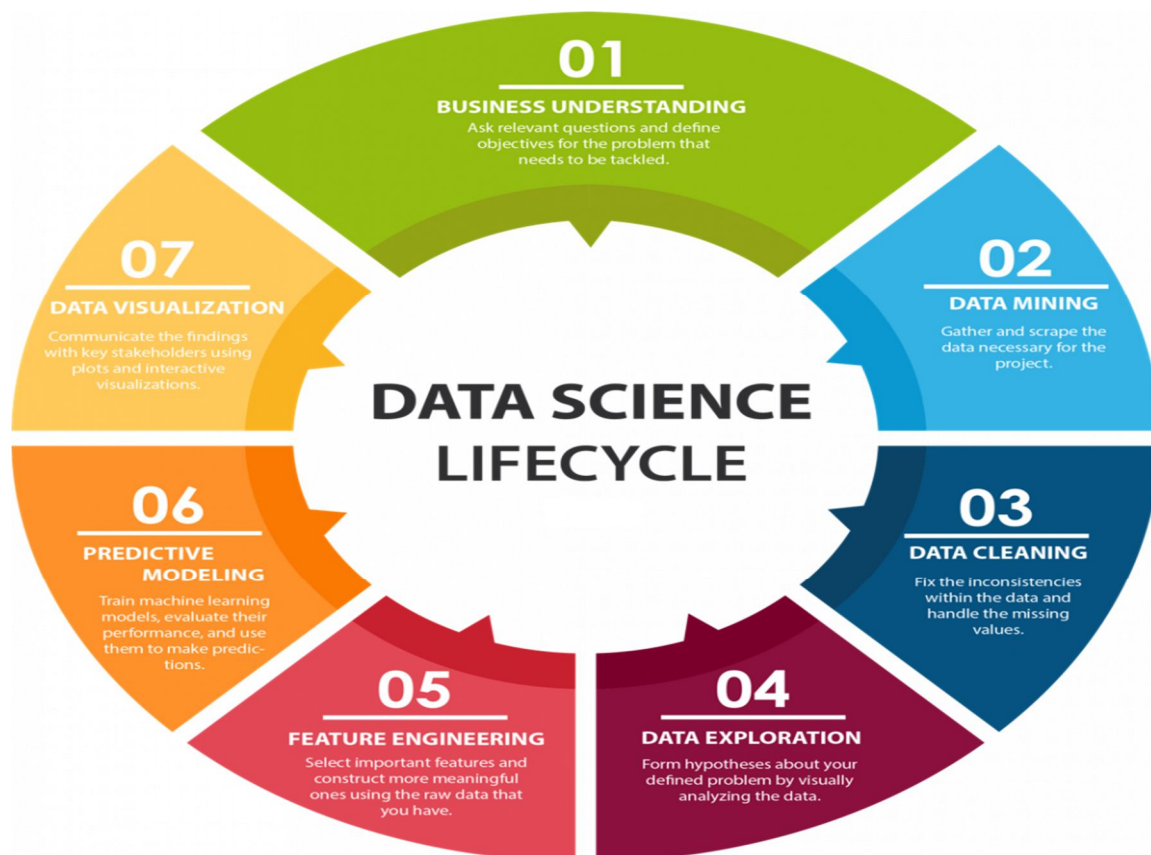 01
BUSINESS UNDERSTANDING
Ask relevant questions and define
objectives for the problem that
needs to be tackled.
02
DATA MINING
Gather and scrape the
data necessary for the
project.
03
DATA CLEANING
Fix the inconsistencies
within the data and
handle the missing
values.
04
DATA EXPLORATION
Form hypotheses about your
defined problem by visually
analyzing the data.
05
FEATURE ENGINEERING
Select important features and
construct more meaningful
ones using the raw data that
you have.
06
PREDICTIVE
MODELING
Train machine learning
models, evaluate their
performance, and use
them to make predic-
tions.
07
DATA VISUALIZATION
Communicate the findings
with key stakeholders using
plots and interactive
visualizations.
DATA SCIENCE
LIFECYCLE